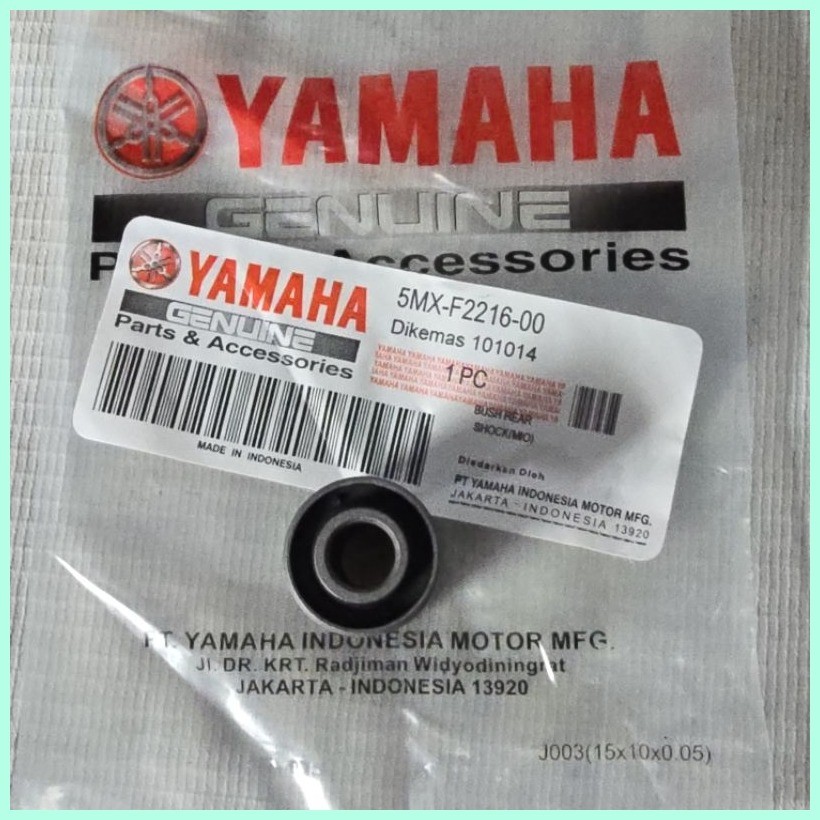 YAMAHA
GENUINE
Parts & Accessories
YAMAHA
GENUINE
Parts & Accessories
5MX-F2216-00
Dikemas 101014
1 PC
BUSH REAR
SHOCK(MIO)
MADE IN INDONESIA
Diedarkan Oleh
PT YAMAHA INDONESIA MOTOR MFG.
JAKARTA - INDONESIA 13920
PT. YAMAHA INDONESIA MOTOR MFG.
Jl. DR. KRT. Radjiman Widyodiningrat
JAKARTA - INDONESIA 13920
J003(15x10x0.05)